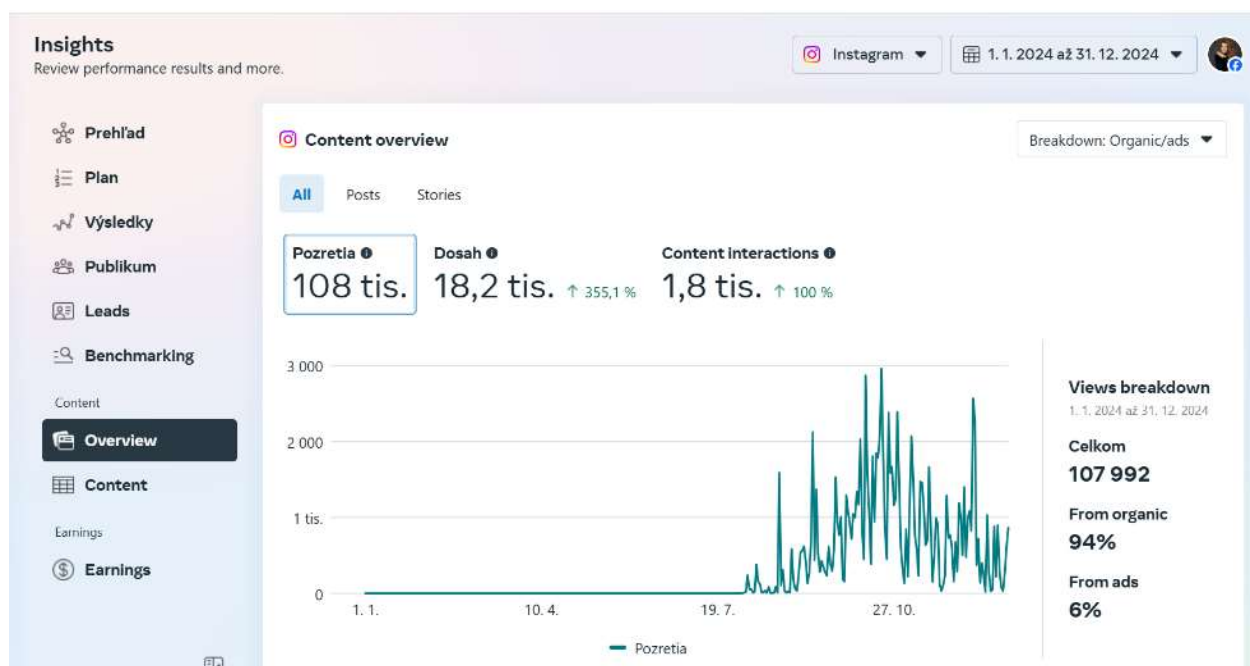 Insights
Review performance results and more.
Instagram
1. 1. 2024 až 31. 12. 2024
Prehľad
Plan
Výsledky
Publikum
Leads
Benchmarking
Content
Overview
Content
Earnings
Earnings
Content overview
Breakdown: Organic/ads
All Posts Stories
Pozretia Dosah Content interactions
108 tis. 18,2 tis. ↑ 355,1 % 1,8 tis. ↑ 100 %
3 000
2 000
1 tis.
0
1. 1. 10. 4. 19. 7. 27. 10.
Pozretia
Views breakdown
1. 1. 2024 až 31. 12. 2024
Celkom
107 992
From organic
94%
From ads
6%